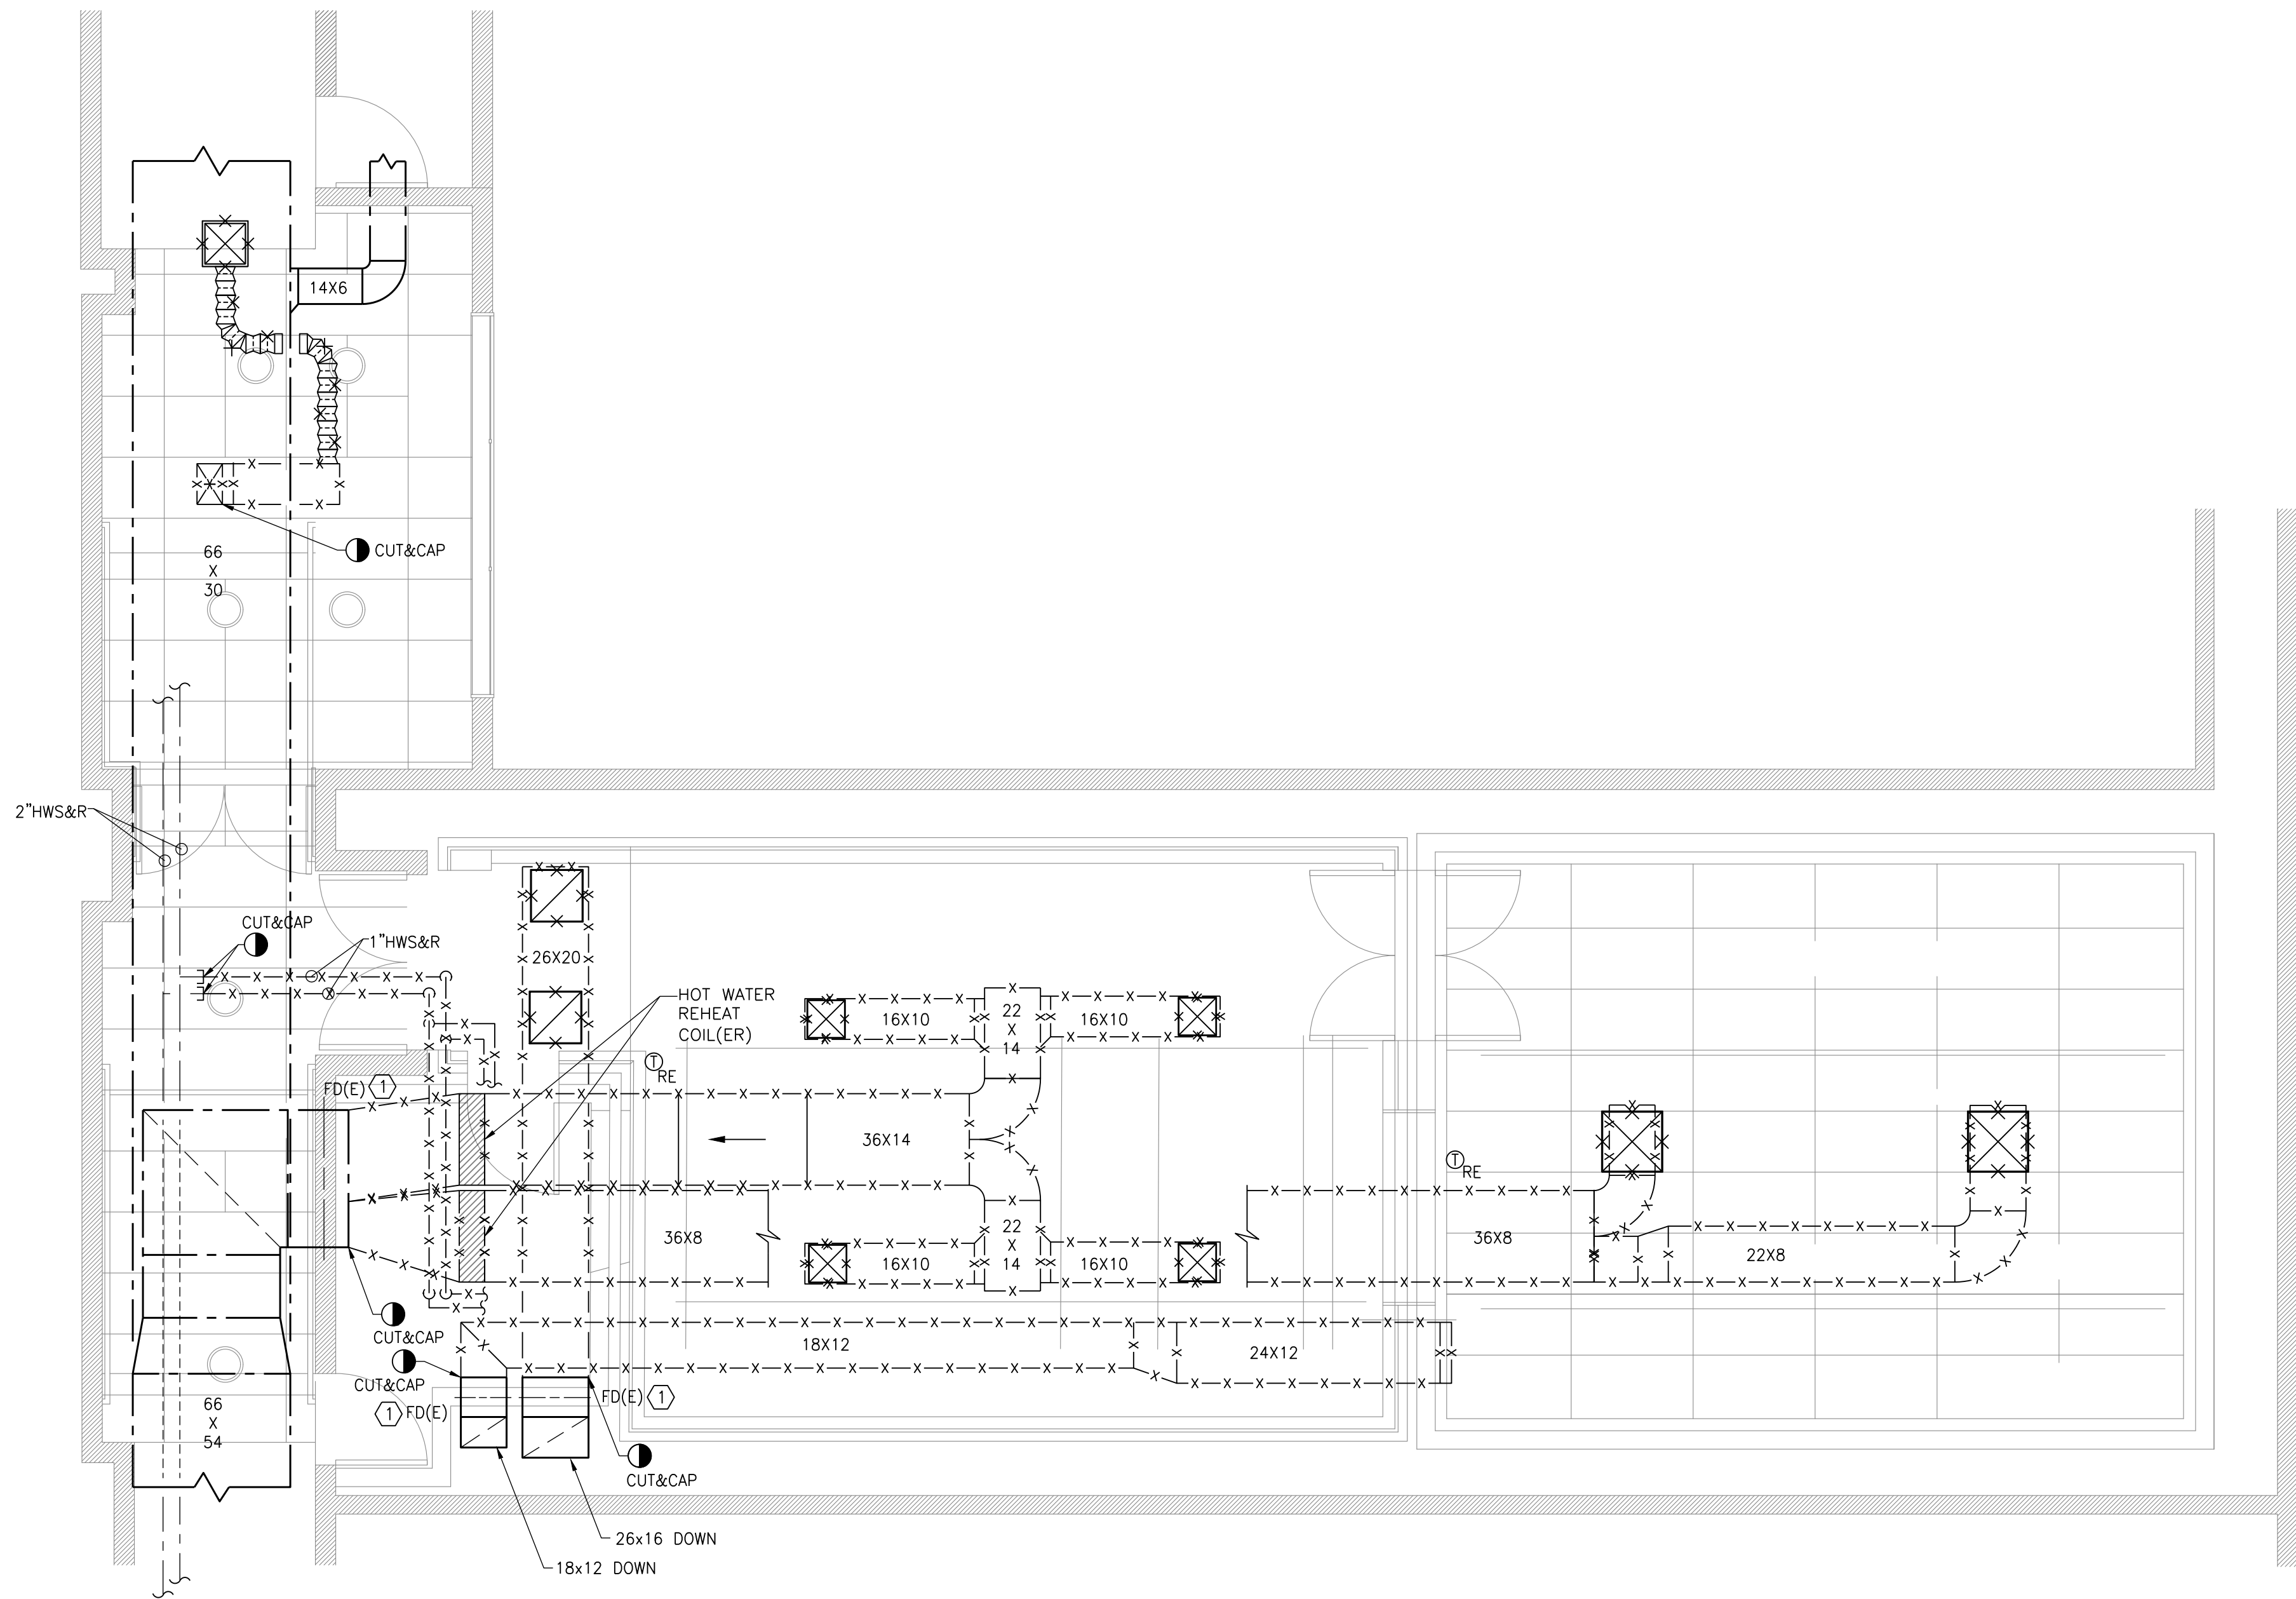 14X6
CUT&CAP
66
X
30
2"HWS&R
CUT&CAP
1"HWS&R
26X20
HOT WATER
REHEAT
COIL(ER)
16X10
22
X
14
16X10
T
RE
FD(E) 1
36X14
T
RE
36X8
16X10
22
X
14
16X10
36X8
22X8
CUT&CAP
18X12
24X12
CUT&CAP
1 FD(E)
FD(E) 1
66
X
54
CUT&CAP
26x16 DOWN
18x12 DOWN